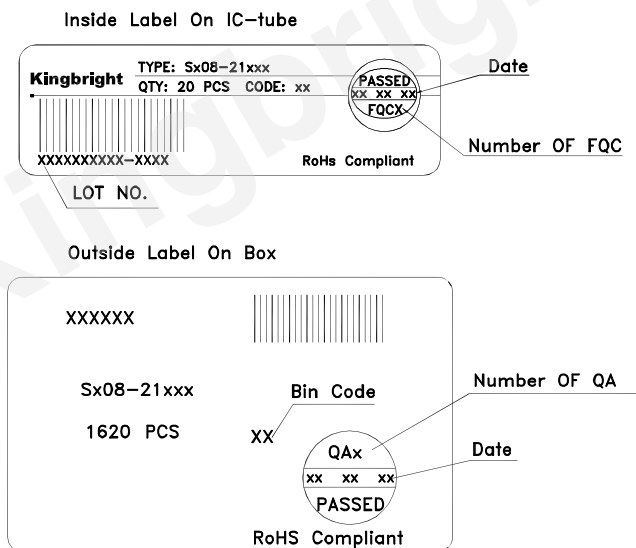 Inside Label On IC-tube
Kingbright
TYPE: Sx08-21xxx
QTY: 20 PCS CODE: xx
PASSED
xx xx xx
FQCX
Date
Number OF FQC
XXXXXXXXXX-XXXX
RoHs Compliant
LOT NO.
Outside Label On Box
XXXXXX
Sx08-21xxx
1620 PCS
Bin Code
XX
Number OF QA
QAx
xx xx xx
Date
PASSED
RoHS Compliant
Kingbright